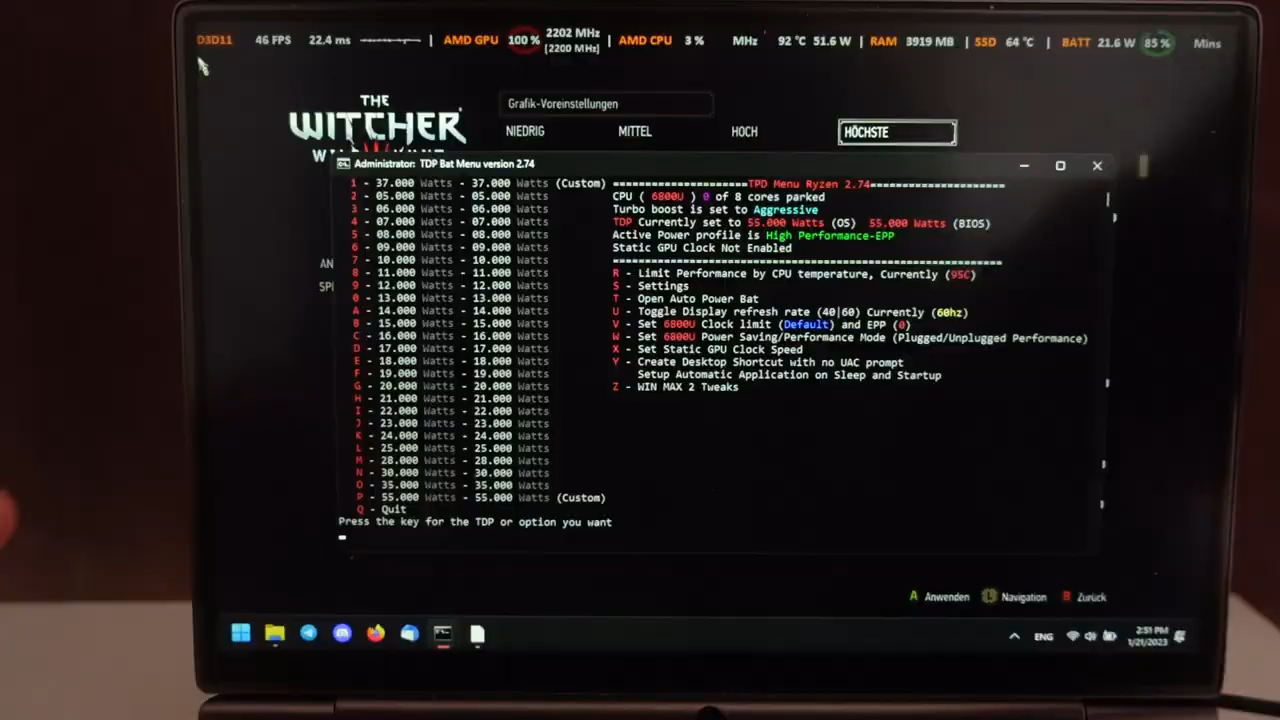 D3D11 46 FPS 22.4 ms | AMD GPU 100 % 2202 MHz [2200 MHz] | AMD CPU 3 % MHz 92 °C 51.6 W | RAM 3919 MB | SSD 64 °C | BATT 21.6 W 85 % Mins
THE
WITCHER
Grafik-Voreinstellungen
NIEDRIG MITTEL HOCH HÖCHSTE
Administrator: TDP Bat Menu version 2.74
1 - 37.000 Watts - 37.000 Watts (Custom)
2 - 05.000 Watts - 05.000 Watts
3 - 06.000 Watts - 06.000 Watts
4 - 07.000 Watts - 07.000 Watts
5 - 08.000 Watts - 08.000 Watts
6 - 09.000 Watts - 09.000 Watts
7 - 10.000 Watts - 10.000 Watts
8 - 11.000 Watts - 11.000 Watts
9 - 12.000 Watts - 12.000 Watts
0 - 13.000 Watts - 13.000 Watts
A - 14.000 Watts - 14.000 Watts
B - 15.000 Watts - 15.000 Watts
C - 16.000 Watts - 16.000 Watts
D - 17.000 Watts - 17.000 Watts
E - 18.000 Watts - 18.000 Watts
F - 19.000 Watts - 19.000 Watts
G - 20.000 Watts - 20.000 Watts
H - 21.000 Watts - 21.000 Watts
I - 22.000 Watts - 22.000 Watts
J - 23.000 Watts - 23.000 Watts
K - 24.000 Watts - 24.000 Watts
L - 25.000 Watts - 25.000 Watts
M - 28.000 Watts - 28.000 Watts
N - 30.000 Watts - 30.000 Watts
O - 35.000 Watts - 35.000 Watts
P - 55.000 Watts - 55.000 Watts (Custom)
Q - Quit
Press the key for the TDP or option you want
=====================TPD Menu Ryzen 2.74=====================
CPU ( 6800U ) 0 of 8 cores parked
Turbo boost is set to Aggressive
TDP Currently set to 55.000 Watts (OS) 55.000 Watts (BIOS)
Active Power profile is High Performance-EPP
Static GPU Clock Not Enabled
R - Limit Performance by CPU temperature, Currently (95C)
S - Settings
T - Open Auto Power Bat
U - Toggle Display refresh rate (40|60) Currently (60hz)
V - Set 6800U Clock limit (Default) and EPP (0)
W - Set 6800U Power Saving/Performance Mode (Plugged/Unplugged Performance)
X - Set Static GPU Clock Speed
Y - Create Desktop Shortcut with no UAC prompt
Setup Automatic Application on Sleep and Startup
Z - WIN MAX 2 Tweaks
AN
SPI
A Anwenden L Navigation B Zurück
ENG
2:51 PM
1/21/2023